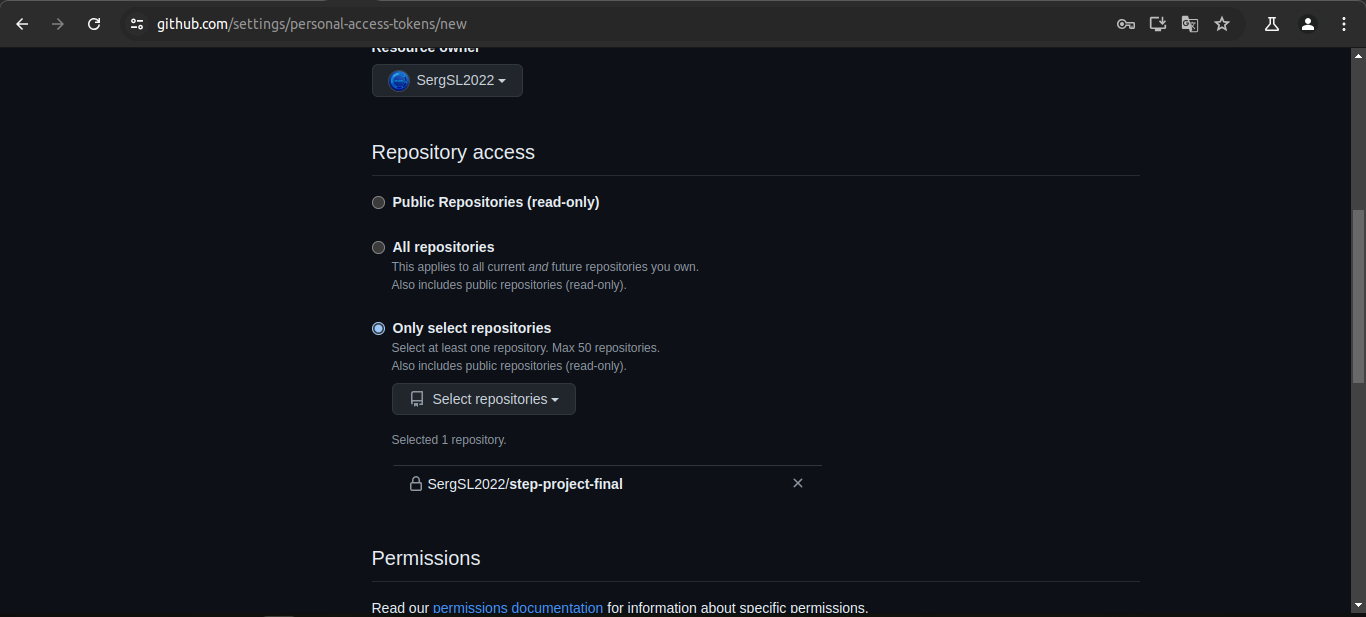 github.com/settings/personal-access-tokens/new
Resource owner
SergSL2022
Repository access
Public Repositories (read-only)
All repositories
This applies to all current and future repositories you own.
Also includes public repositories (read-only).
Only select repositories
Select at least one repository. Max 50 repositories.
Also includes public repositories (read-only).
Select repositories
Selected 1 repository.
SergSL2022/step-project-final
Permissions
Read our permissions documentation for information about specific permissions.